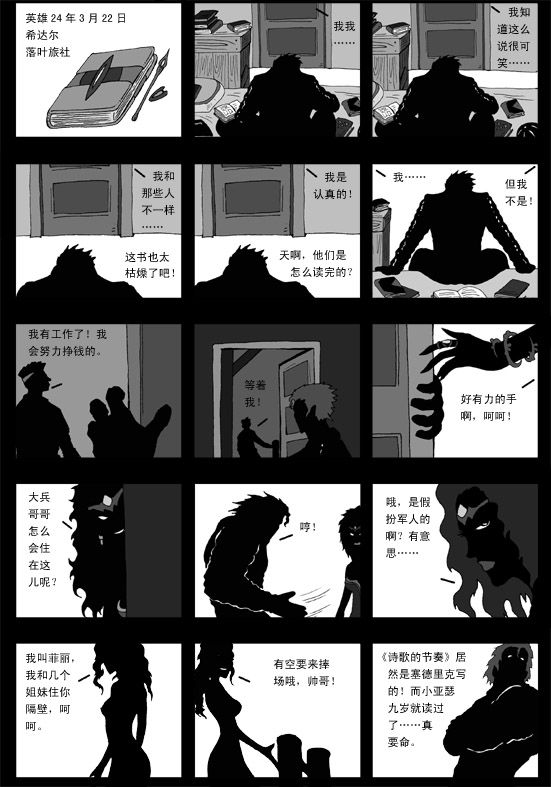 英雄 24 年 3 月 22 日
希达尔
落叶旅社
我我
……
我知
道这么
说很可
笑……
我和
那些人
不一样
……
这书也太
枯燥了吧！
我是
认真的！
天啊，他们是
怎么读完的？
我……
但我
不是！
我有工作了！我
会努力挣钱的。
等着
我！
好有力的手
啊，呵呵！
大兵
哥哥
怎么
会住
在这
儿呢？
哼！
哦，是假
扮军人的
啊？有意
思……
我叫菲丽，
我和几个
姐妹住你
隔壁，呵
呵。
有空要来捧
场哦，帅哥！
《诗歌的节奏》居
然是塞德里克写
的！而小亚瑟
九岁就读过
了……真
要命。